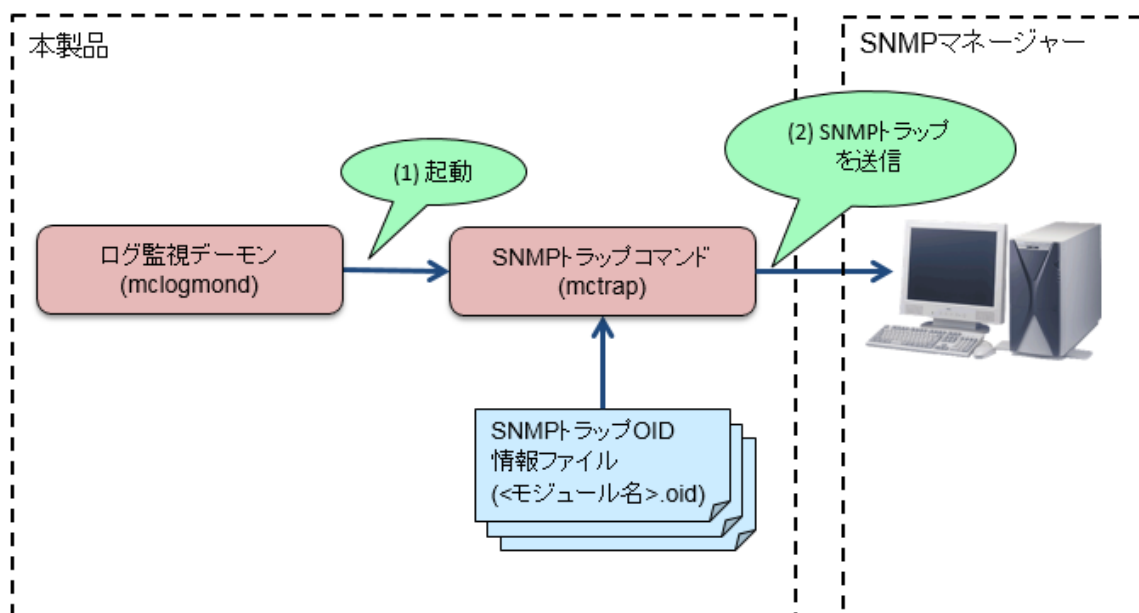 本製品
SNMPマネージャー
(1) 起動
(2) SNMPトラップ
を送信
ログ監視デーモン
(mclogmond)
SNMPトラップコマンド
(mctrap)
SNMPトラップOID
情報ファイル
(<モジュール名>.oid)